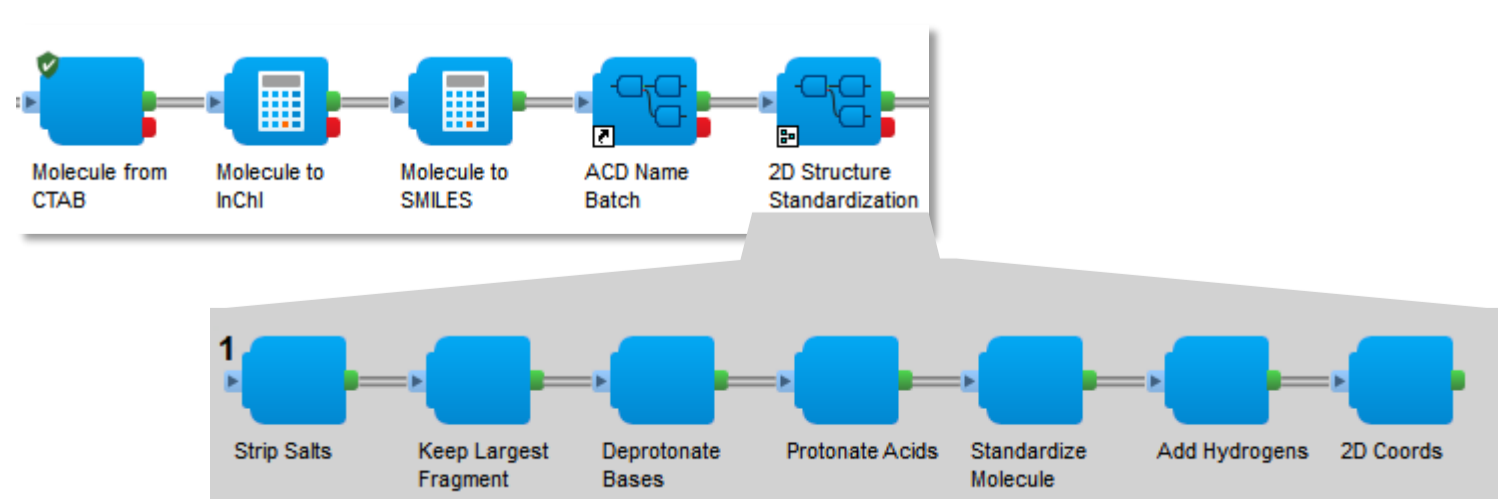 Molecule from
CTAB
Molecule to
InChI
Molecule to
SMILES
ACD Name
Batch
2D Structure
Standardization
1
Strip Salts
Keep Largest
Fragment
Deprotonate
Bases
Protonate Acids
Standardize
Molecule
Add Hydrogens
2D Coords